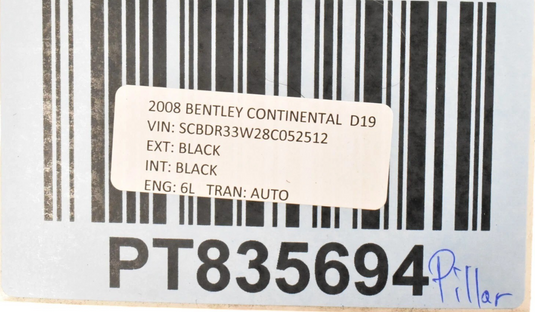 2008 BENTLEY CONTINENTAL D19
VIN: SCBDR33W28C052512
EXT: BLACK
INT: BLACK
ENG: 6L TRAN: AUTO
PT835694 Pillar